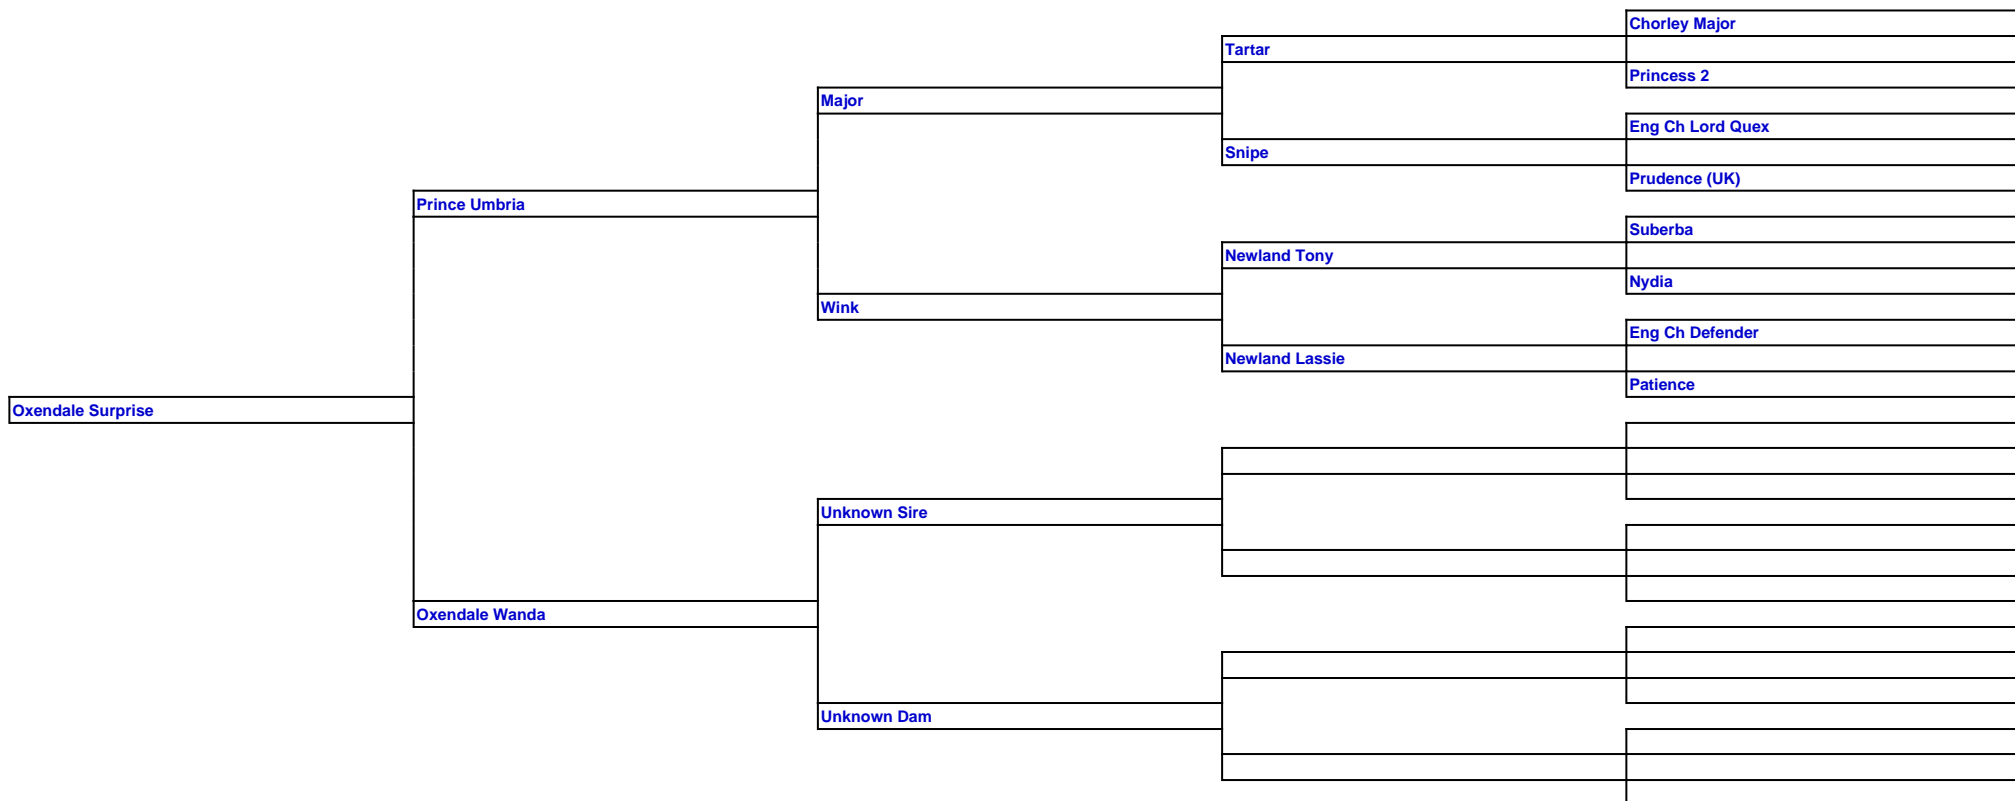 Chorley Major
Tartar
Princess 2
Major
Eng Ch Lord Quex
Snipe
Prudence (UK)
Prince Umbria
Suberba
Newland Tony
Nydia
Wink
Eng Ch Defender
Newland Lassie
Patience
Oxendale Surprise
Unknown Sire
Oxendale Wanda
Unknown Dam